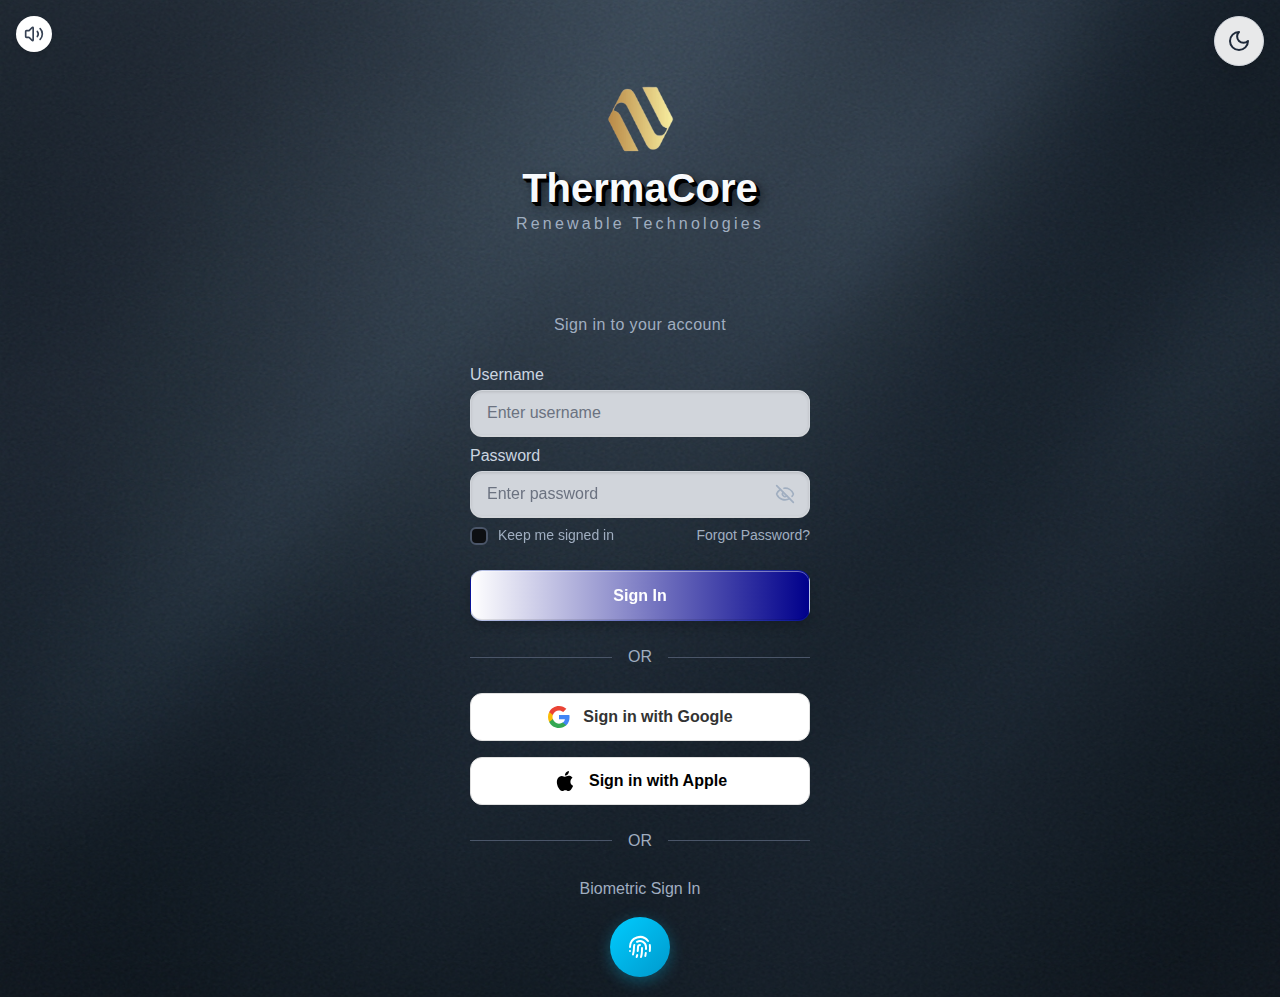 ThermaCore
Renewable Technologies
Sign in to your account
Username
Enter username
Password
Enter password
Keep me signed in
Forgot Password?
Sign In
OR
Sign in with Google
Sign in with Apple
OR
Biometric Sign In